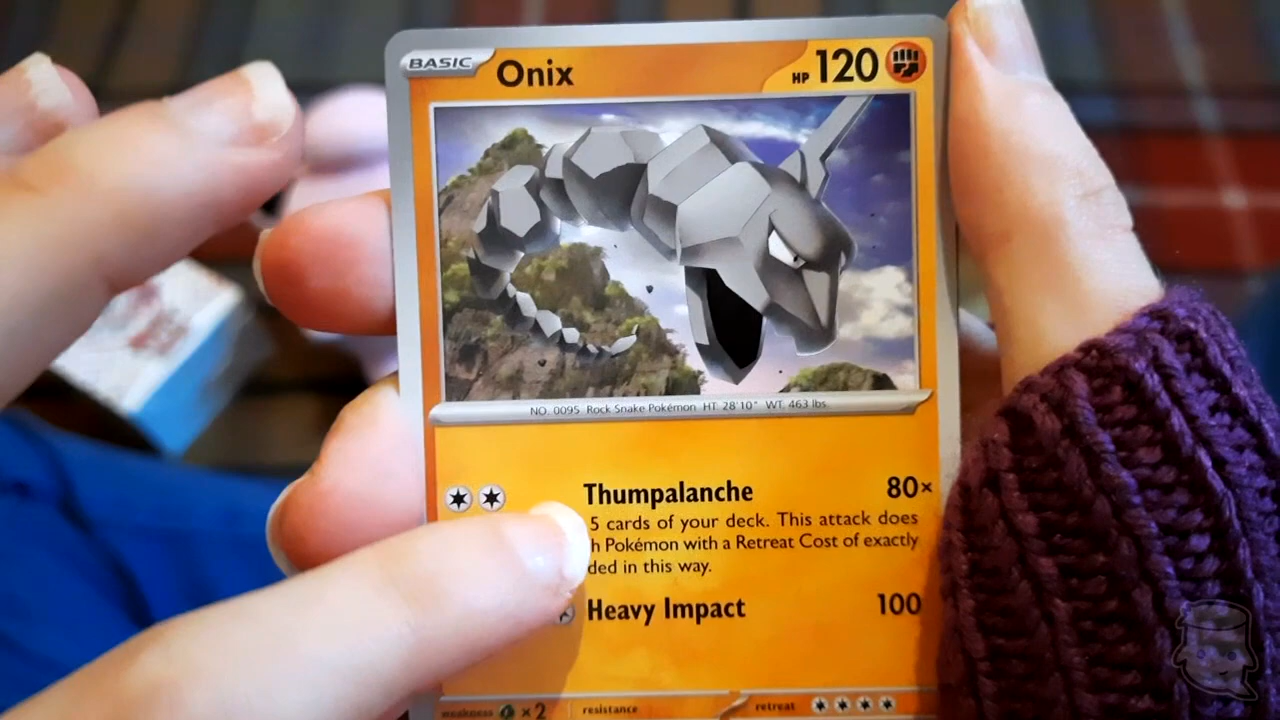 BASIC Onix HP 120
NO. 0095 Rock Snake Pokémon HT 28'10" WT 463 lbs.
Thumpalanche 80×
5 cards of your deck. This attack does
h Pokémon with a Retreat Cost of exactly
ded in this way.
Heavy Impact 100
weakness ×2 resistance retreat